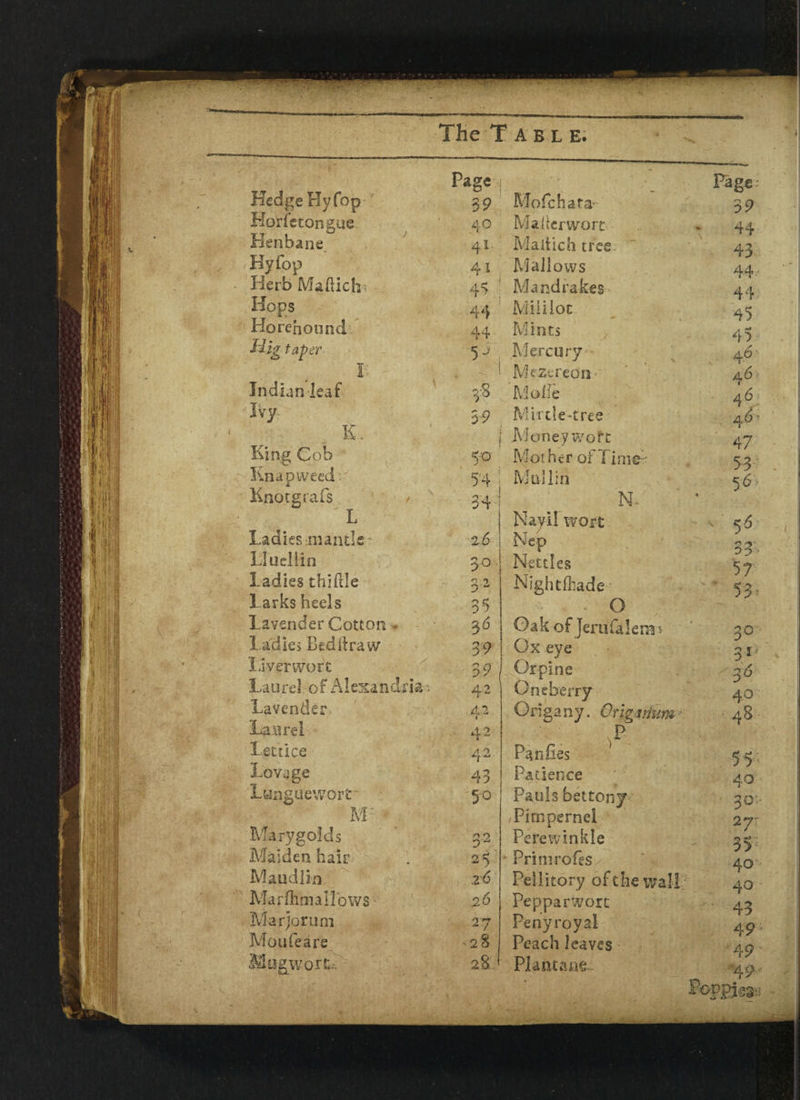 The TABLE.
Page
Hedge Hyſop 39
Horſetongue 40
Henbane 41
Hyſop 41
Herb Maſtich 45
Hops 44
Horehound 44
Hig taper
I
Indian leaf 38
Ivy 39
K.
King Cob 50
Knapweed 54
Knotgraſs 34
L
Ladies mantle 26
Lluellin 30
Ladies thiſtle 32
Larks heels 35
Lavender Cotton 36
Ladies Bedſtraw 39
Liverwort 39
Laurel of Alexandria 42
Lavender 42
Laurel 42
Lettice 42
Lovage 43
Languewort 50
M
Marygolds 32
Maiden hair 25
Maudlin 26
Marſhmallows 26
Marjorum 27
Mouſeare 28
Mugwort 28
Page
Moſchata 39
Maſterwort 44
Maſtich tree 43
Mallows 44
Mandrakes 44
Mililot 45
Mints 45
Mercury 46
Mezereon 46
Moſſe 46
Mirtle-tree 46
Moneywort 47
Mother of Time 53
Mullin 56
N
Navil wort 56
Nep 33
Nettles 57
Nightſhade 53
O
Oak of Jeruſalem 30
Ox eye 31
Orpine 36
Oneberry 40
Origany. Origanum 48
P
Panſies 55
Patience 40
Pauls bettony 30
Pimpernel 27
Perewinkle 35
Primroſes 40
Pellitory of the wall 40
Pepparwort 43
Penyroyal 49
Peach leaves 49
Plantane 49
Poppies